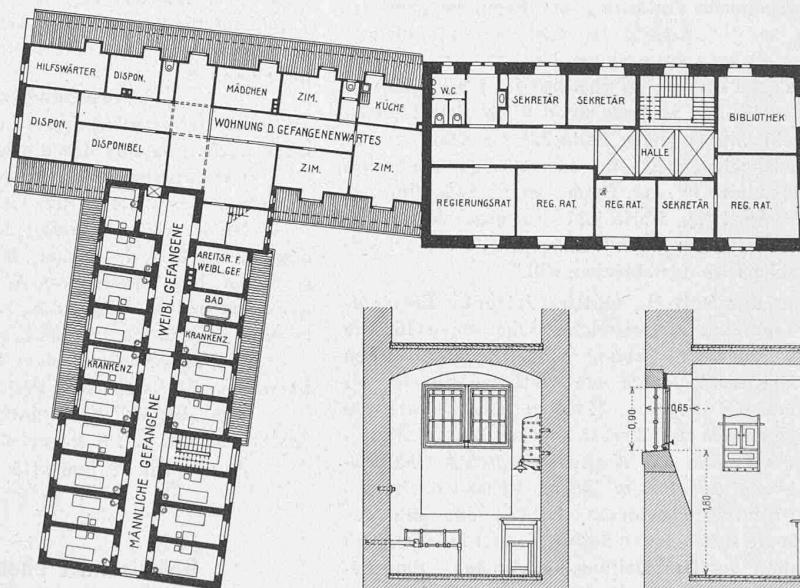 HILFSWÄRTER
DISPON.
MÄDCHEN
ZIM.
KÜCHE
DISPON.
DISPONIBEL
WOHNUNG D. GEFANGENENWARTES
ZIM.
ZIM.
W.C
SEKRETÄR
SEKRETÄR
HALLE
BIBLIOTHEK
REGIERUNGSRAT
REG. RAT.
REG. RAT.
SEKRETÄR
REG. RAT.
WEIBL. GEFANGENE
AREITSR. F.
WEIBL. GEF.
BAD
KRANKENZ.
KRANKENZ.
MÄNNLICHE GEFANGENE
0,90
0,65
1,80